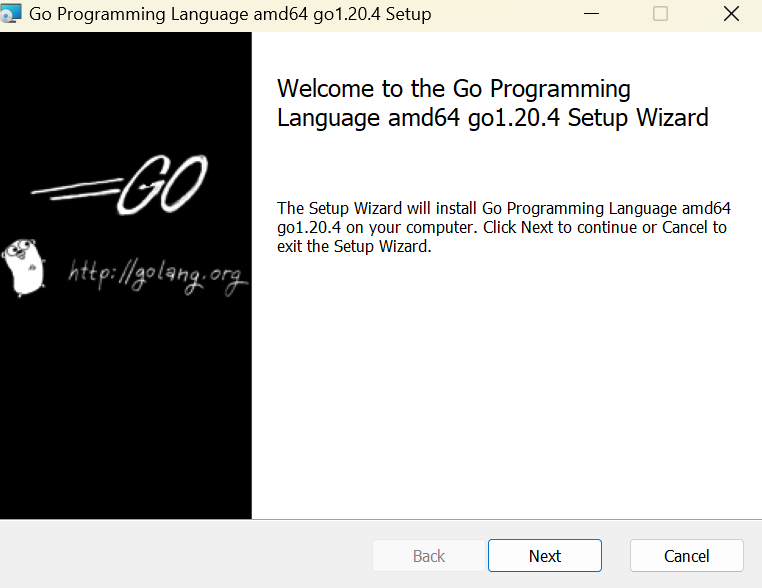 Go Programming Language amd64 go1.20.4 Setup
Welcome to the Go Programming
Language amd64 go1.20.4 Setup Wizard
GO
http://golang.org
The Setup Wizard will install Go Programming Language amd64
go1.20.4 on your computer. Click Next to continue or Cancel to
exit the Setup Wizard.
Back
Next
Cancel